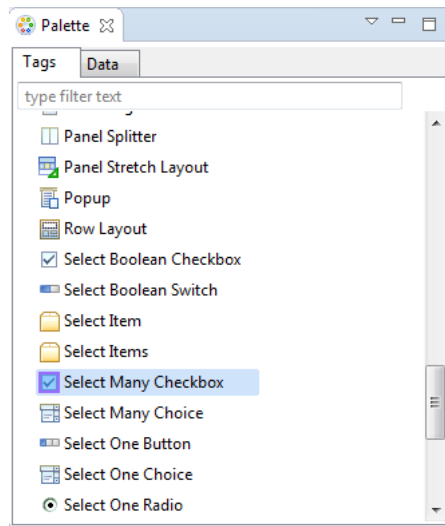 Palette
Tags Data
type filter text
Panel Splitter
Panel Stretch Layout
Popup
Row Layout
Select Boolean Checkbox
Select Boolean Switch
Select Item
Select Items
Select Many Checkbox
Select Many Choice
Select One Button
Select One Choice
Select One Radio